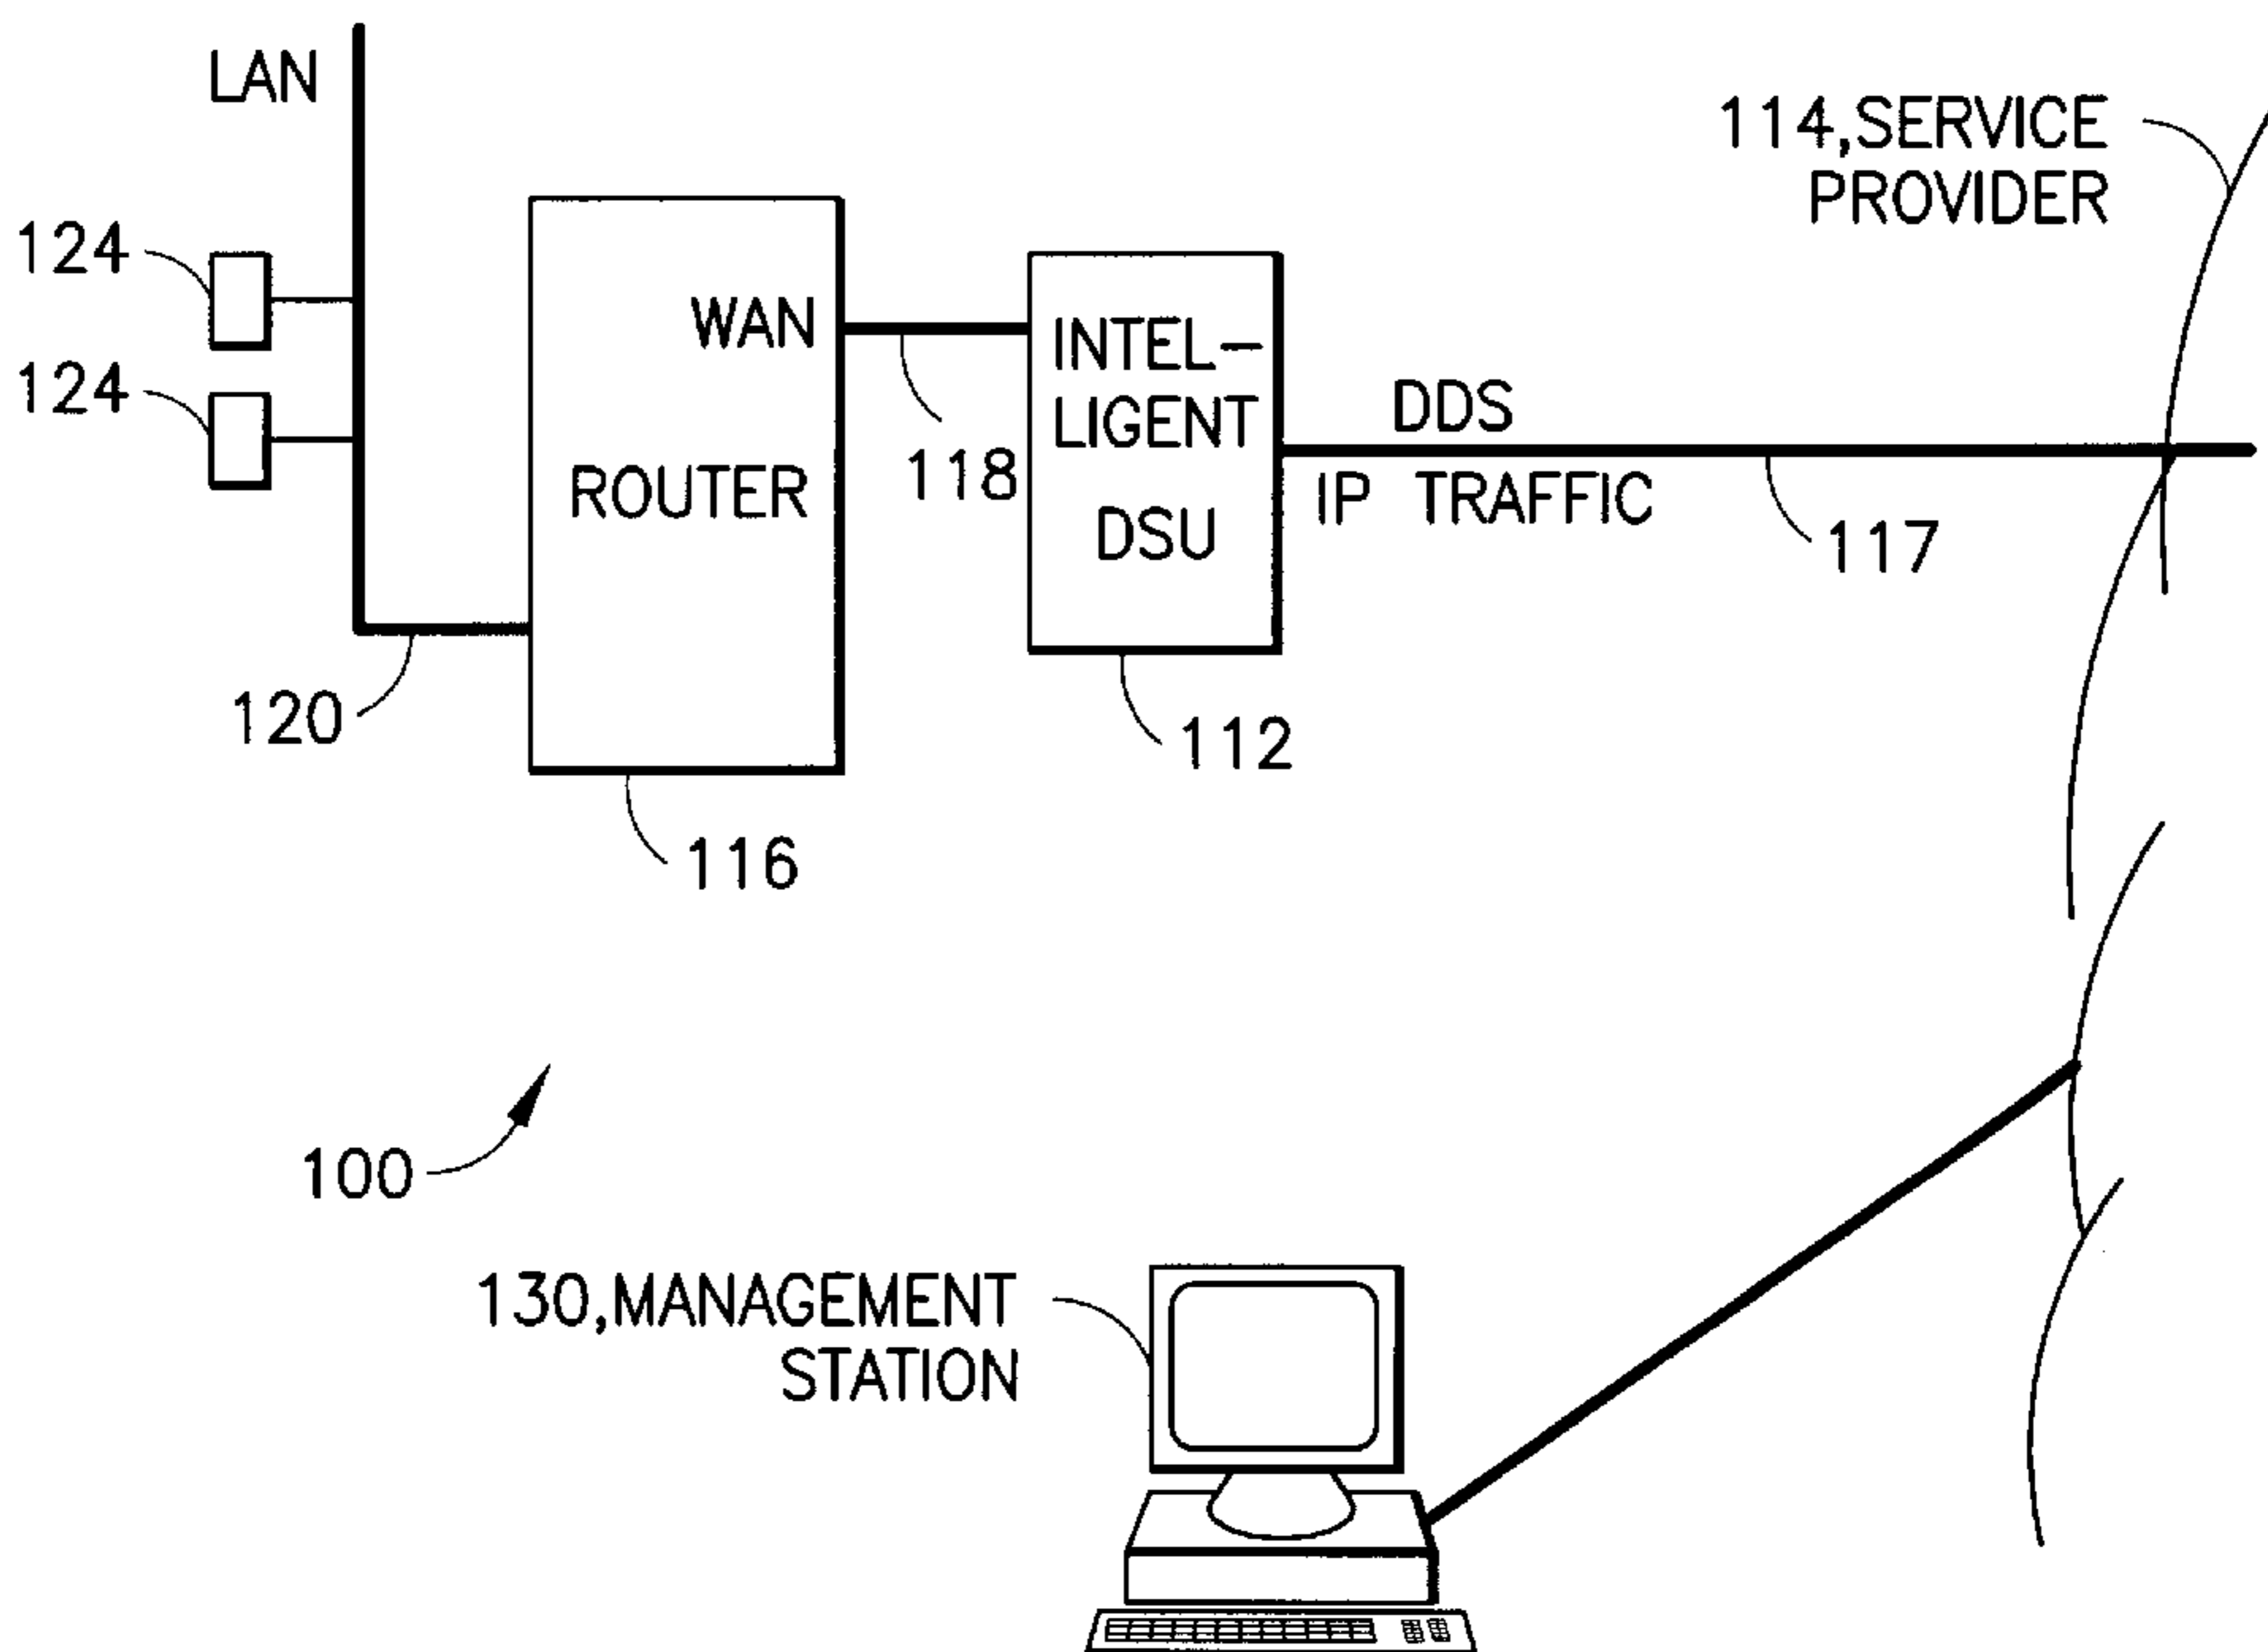 LAN
114,SERVICE
PROVIDER
124
WAN
INTEL-
LIGENT
DSU
124
DDS
ROUTER
118
IP TRAFFIC
117
120
112
116
100
130,MANAGEMENT
STATION